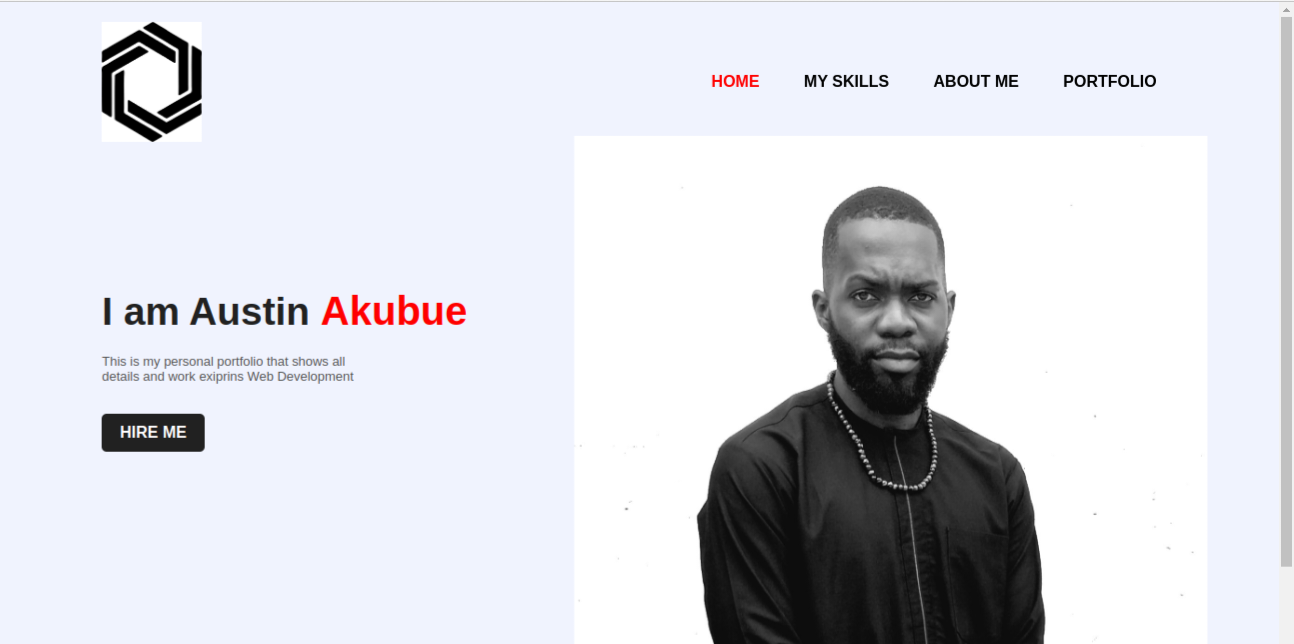 HOME MY SKILLS ABOUT ME PORTFOLIO
I am Austin Akubue
This is my personal portfolio that shows all
details and work exiprins Web Development
HIRE ME